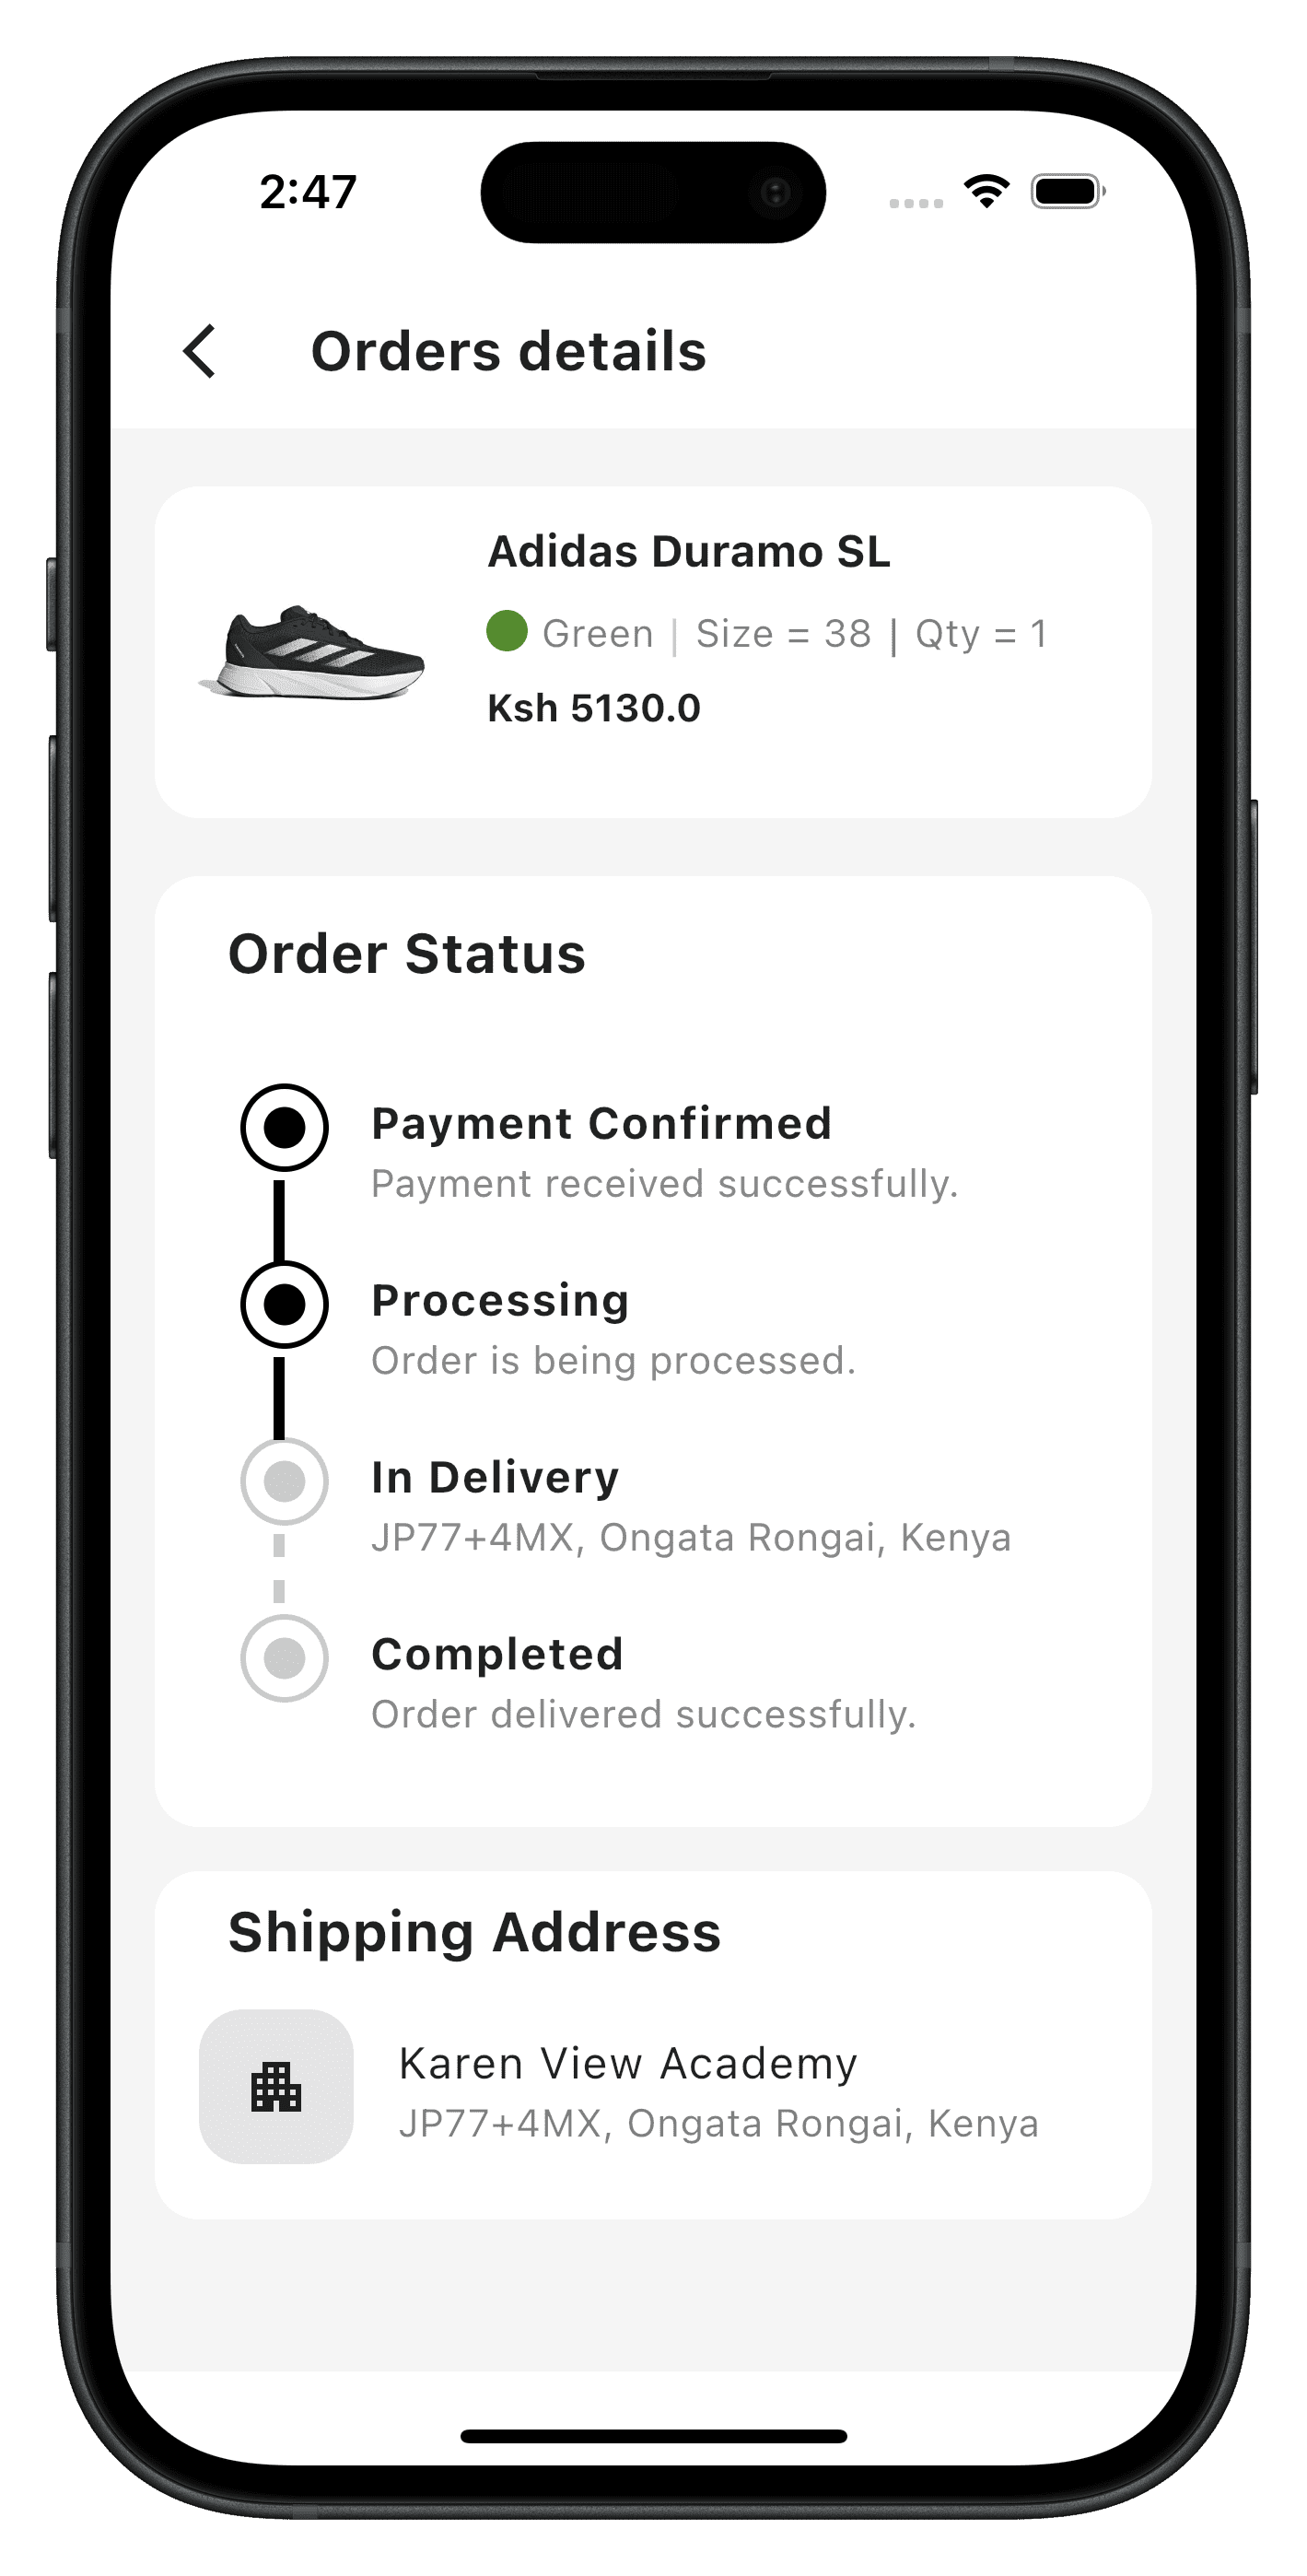 2:47
Orders details
Adidas Duramo SL
Green | Size = 38 | Qty = 1
Ksh 5130.0
Order Status
Payment Confirmed
Payment received successfully.
Processing
Order is being processed.
In Delivery
JP77+4MX, Ongata Rongai, Kenya
Completed
Order delivered successfully.
Shipping Address
Karen View Academy
JP77+4MX, Ongata Rongai, Kenya